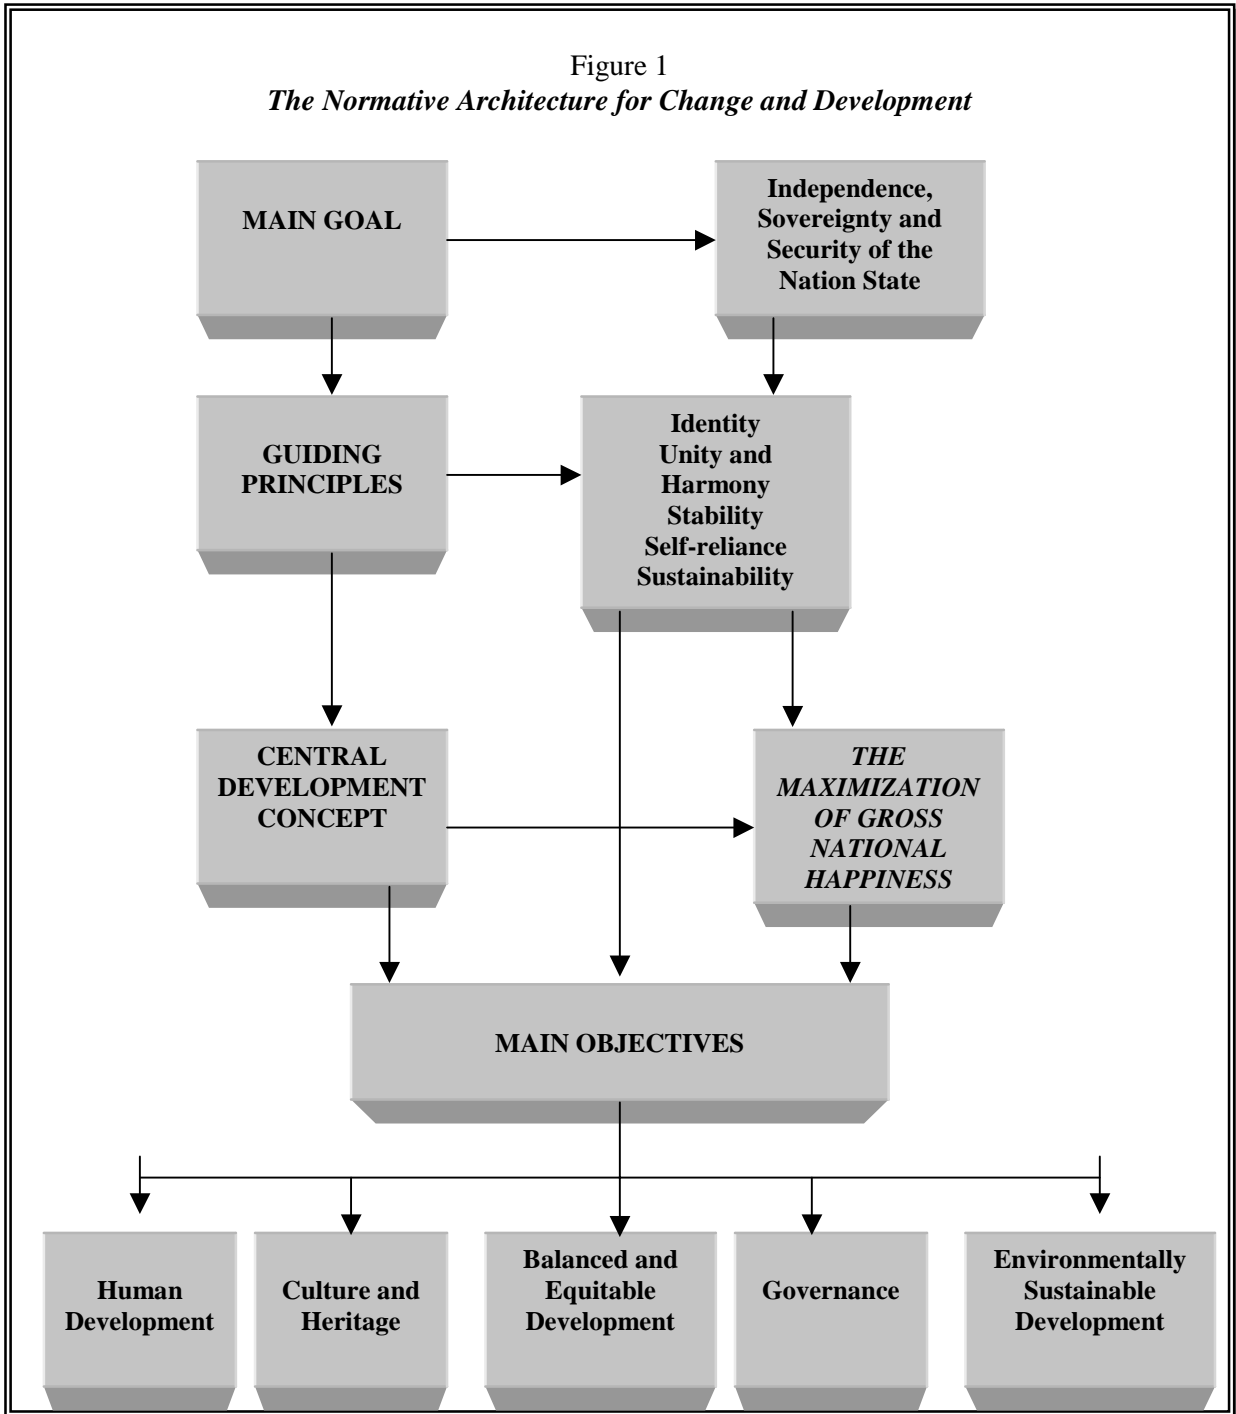 Figure 1
The Normative Architecture for Change and Development
MAIN GOAL
Independence,
Sovereignty and
Security of the
Nation State
GUIDING
PRINCIPLES
Identity
Unity and
Harmony
Stability
Self-reliance
Sustainability
CENTRAL
DEVELOPMENT
CONCEPT
THE
MAXIMIZATION
OF GROSS
NATIONAL
HAPPINESS
MAIN OBJECTIVES
Human
Development
Culture and
Heritage
Balanced and
Equitable
Development
Governance
Environmentally
Sustainable
Development